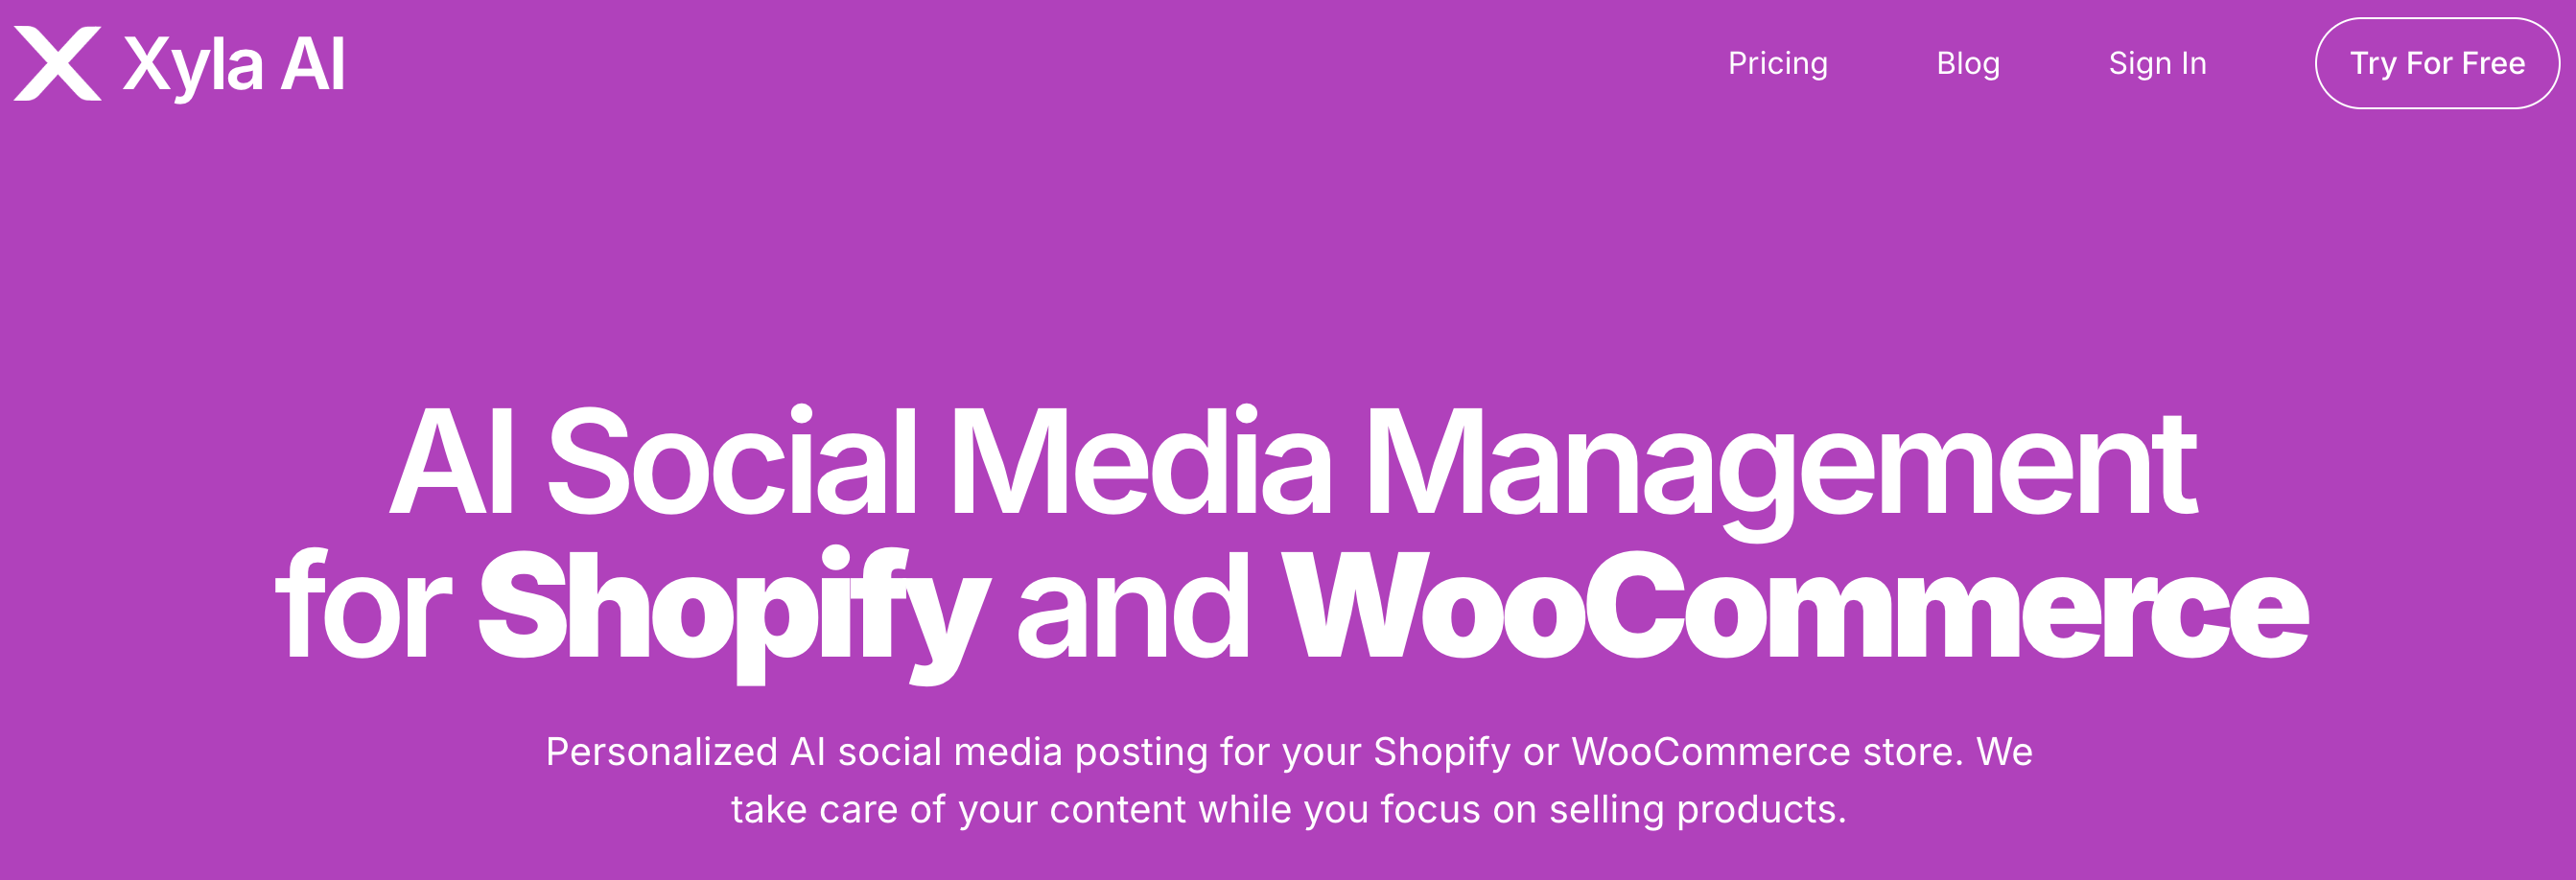 Xyla AI
Pricing
Blog
Sign In
Try For Free
AI Social Media Management
for Shopify and WooCommerce
Personalized AI social media posting for your Shopify or WooCommerce store. We
take care of your content while you focus on selling products.